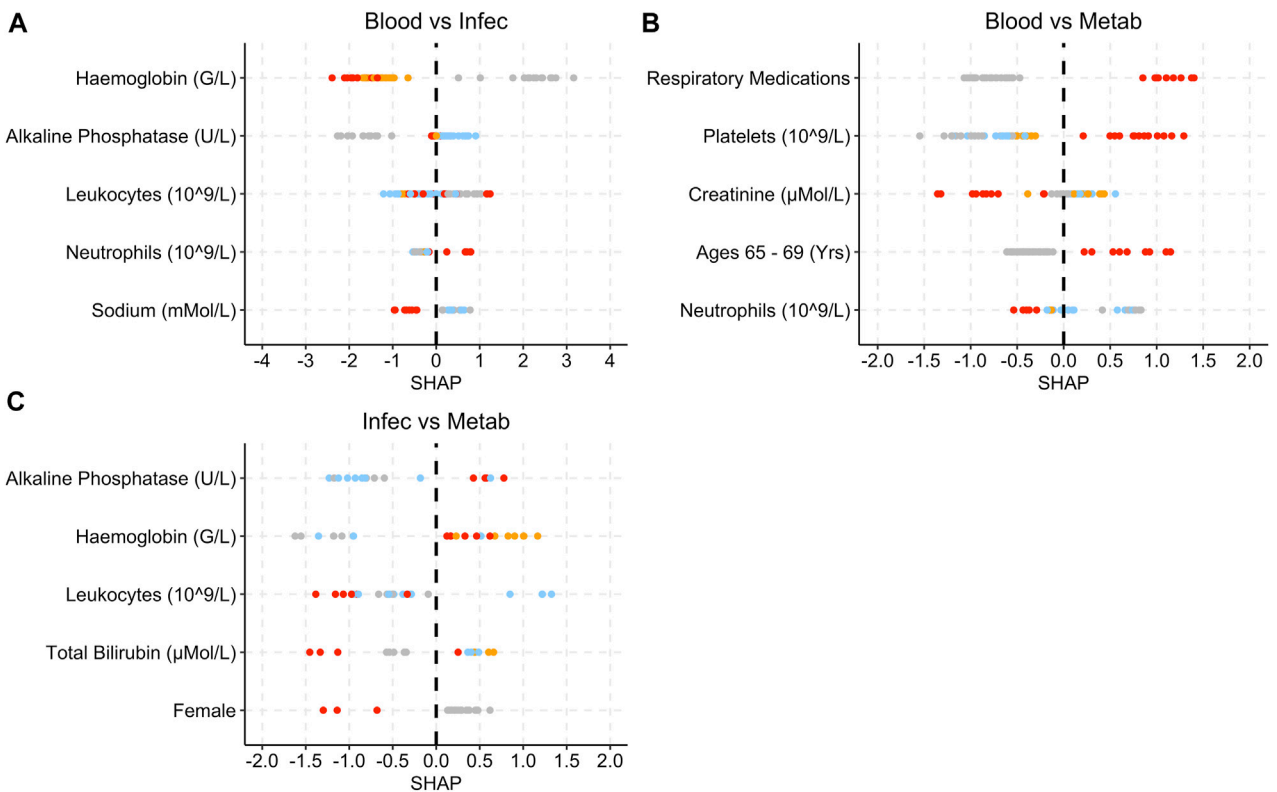 A
Blood vs Infec
Haemoglobin (G/L)
Alkaline Phosphatase (U/L)
Leukocytes (10^9/L)
Neutrophils (10^9/L)
Sodium (mMol/L)
-4 -3 -2 -1 0 1 2 3 4
SHAP
B
Blood vs Metab
Respiratory Medications
Platelets (10^9/L)
Creatinine (µMol/L)
Ages 65 - 69 (Yrs)
Neutrophils (10^9/L)
-2.0 -1.5 -1.0 -0.5 0.0 0.5 1.0 1.5 2.0
SHAP
C
Infec vs Metab
Alkaline Phosphatase (U/L)
Haemoglobin (G/L)
Leukocytes (10^9/L)
Total Bilirubin (µMol/L)
Female
-2.0 -1.5 -1.0 -0.5 0.0 0.5 1.0 1.5 2.0
SHAP